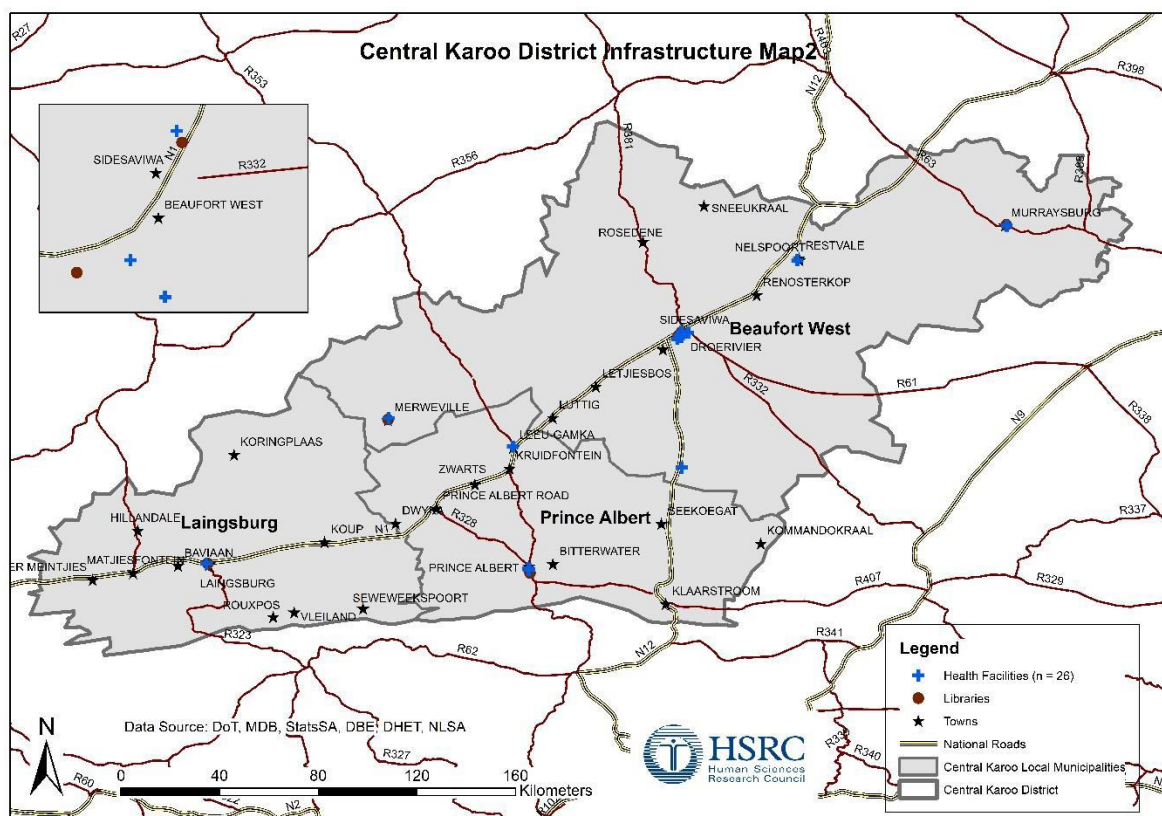 Central Karoo District Infrastructure Map2
R27
R353
R356
R381
N12
R398
R63
SIDESAVIWA
N1
R332
BEAUFORT WEST
SNEEUKRAAL
MURRAYSBURG
ROSEDENE
NELSPOORT
RESTVALE
RENOSTERKOP
SIDESAVIWA
Beaufort West
DROERIVIER
LETJIESBOS
R332
R61
N9
R338
MERWEVILLE
LUTTIG
KORINGPLAAS
LEEU-GAMKA
KRUIDFONTEIN
ZWARTS
PRINCE ALBERT ROAD
HILLANDALE
Laingsburg
DWYKA
R328
Prince Albert
SEEKOEGAT
R337
KOUP
N1
KOMMANDOKRAAL
MATJIESFONTEIN
BAVIAAN
BITTERWATER
ER MEINTJIES
PRINCE ALBERT
LAINGSBURG
R407
R329
ROUXPOS
SEWEWEEKSPOORT
KLAARSTROOM
VLEILAND
R323
R62
N12
R341
Legend
Health Facilities (n = 26)
Libraries
Towns
National Roads
Central Karoo Local Municipalities
Central Karoo District
N
Data Source: DoT, MDB, StatsSA, DBE, DHET, NLSA
HSRC
Human Sciences
Research Council
R327
R340
R60
N2
0 40 80 120 160
Kilometers